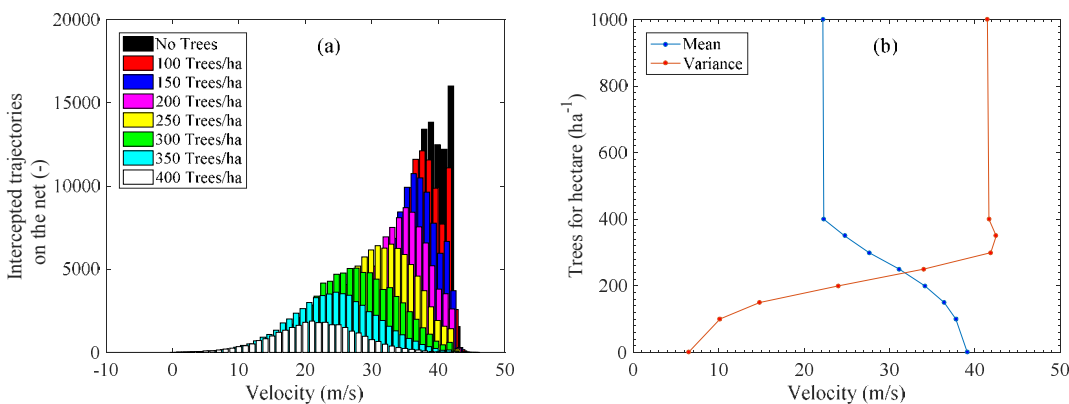 Intercepted trajectories
on the net (-)
20000
15000
10000
5000
0
-10
0
10
20
30
40
50
Velocity (m/s)
(a)
No Trees
100 Trees/ha
150 Trees/ha
200 Trees/ha
250 Trees/ha
300 Trees/ha
350 Trees/ha
400 Trees/ha
Trees for hectare (ha-1)
1000
800
600
400
200
0
0
10
20
30
40
50
Velocity (m/s)
(b)
Mean
Variance